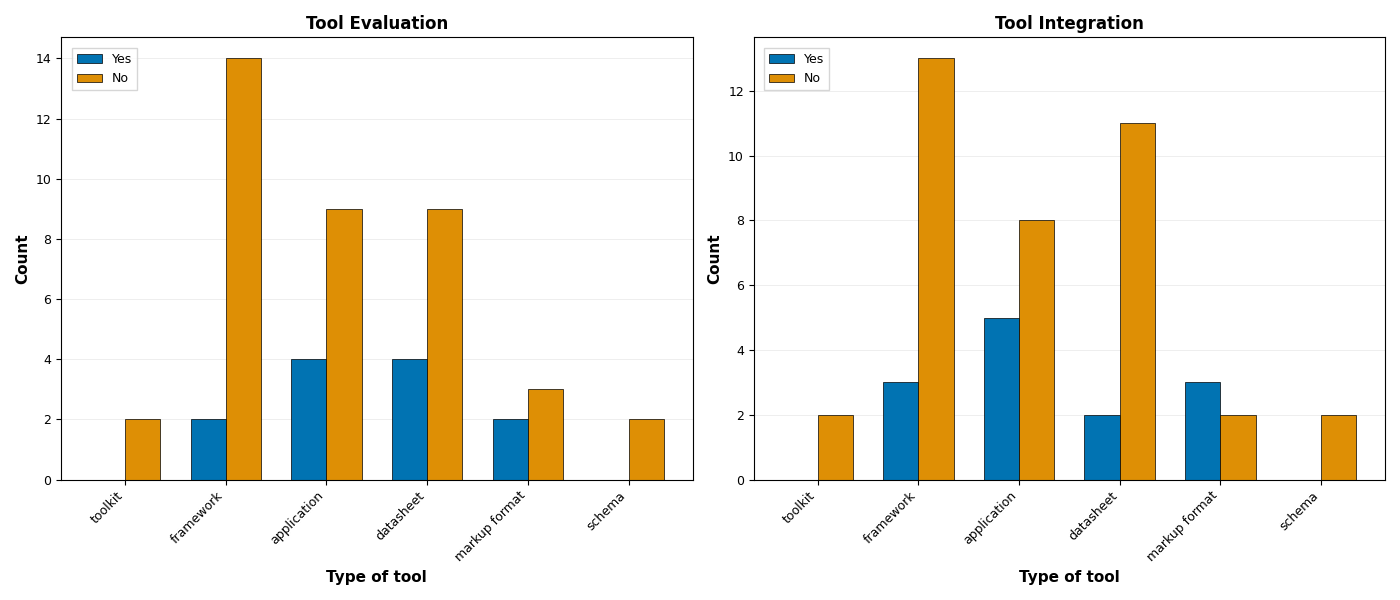 Tool Evaluation
Yes
No
Count
14
12
10
8
6
4
2
0
toolkit
framework
application
datasheet
markup format
schema
Type of tool
Tool Integration
Yes
No
Count
12
10
8
6
4
2
0
toolkit
framework
application
datasheet
markup format
schema
Type of tool